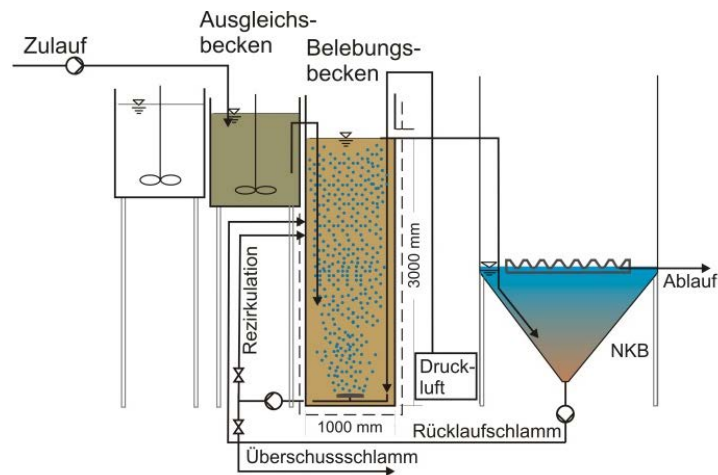 Zulauf
Ausgleichs-
becken
Belebungs-
becken
Rezirkulation
3000 mm
Ablauf
NKB
Druck-
luft
1000 mm
Rücklaufschlamm
Überschussschlamm